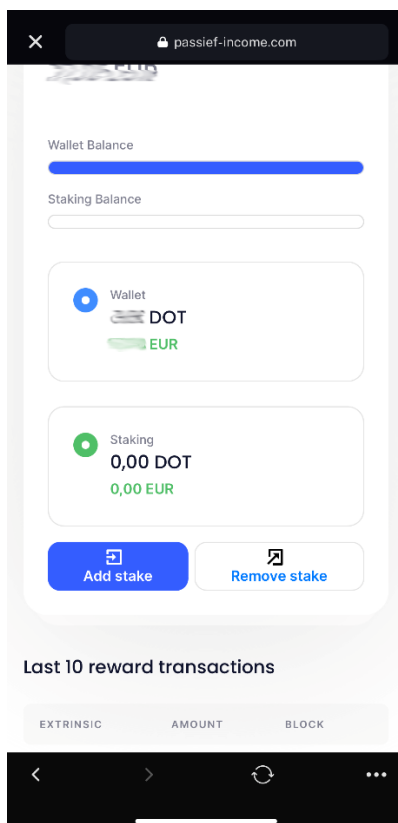 passief-income.com
EUR
Wallet Balance
Staking Balance
Wallet
DOT
EUR
Staking
0,00 DOT
0,00 EUR
Add stake
Remove stake
Last 10 reward transactions
EXTRINSIC AMOUNT BLOCK